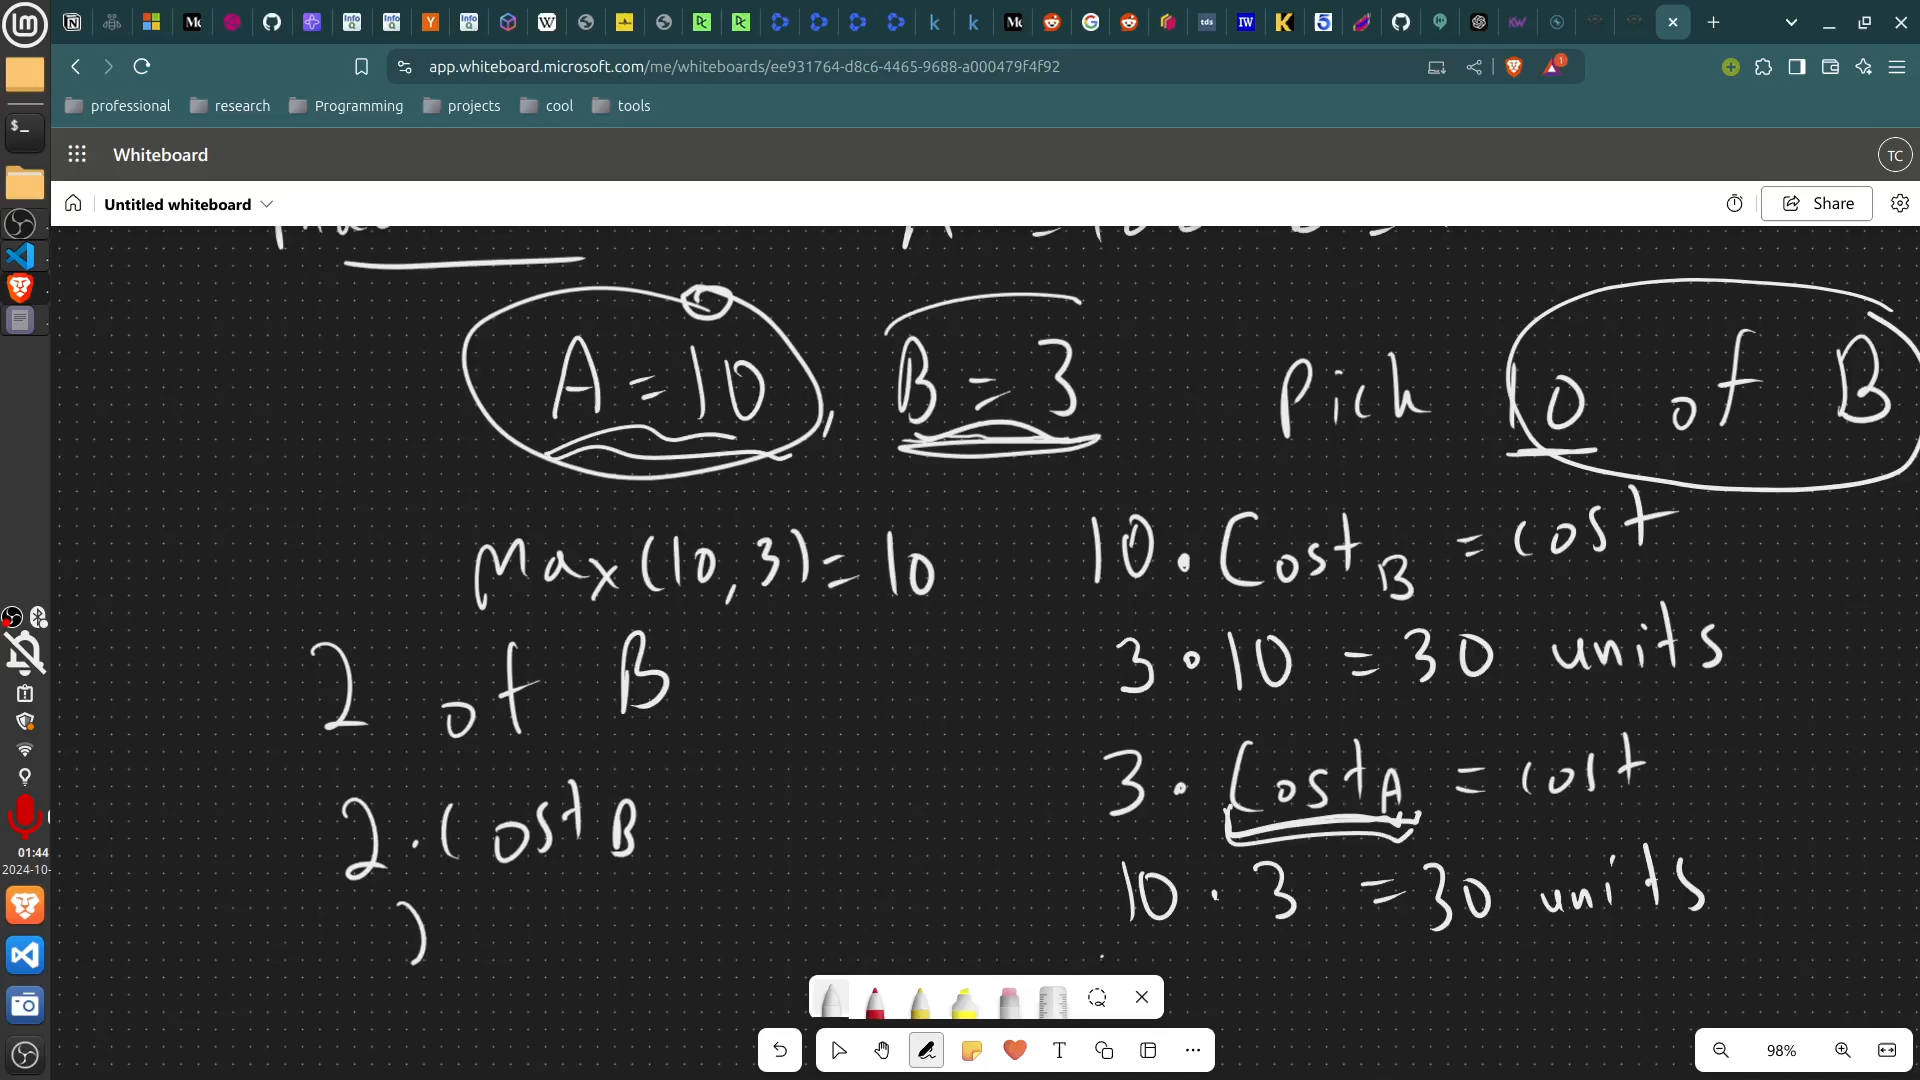 app.whiteboard.microsoft.com/me/whiteboards/ee931764-d8c6-4465-9688-a000479f4f92
professional research Programming projects cool tools
Whiteboard
TC
Untitled whiteboard
Share
A = 10, B = 3 Pick 10 of B
Max(10,3) = 10
10 · Cost B = cost
2 of B
3 · 10 = 30 units
2 · Cost B
3 · Cost A = cost
10 · 3 = 30 units
01:44
2024-10-
98%